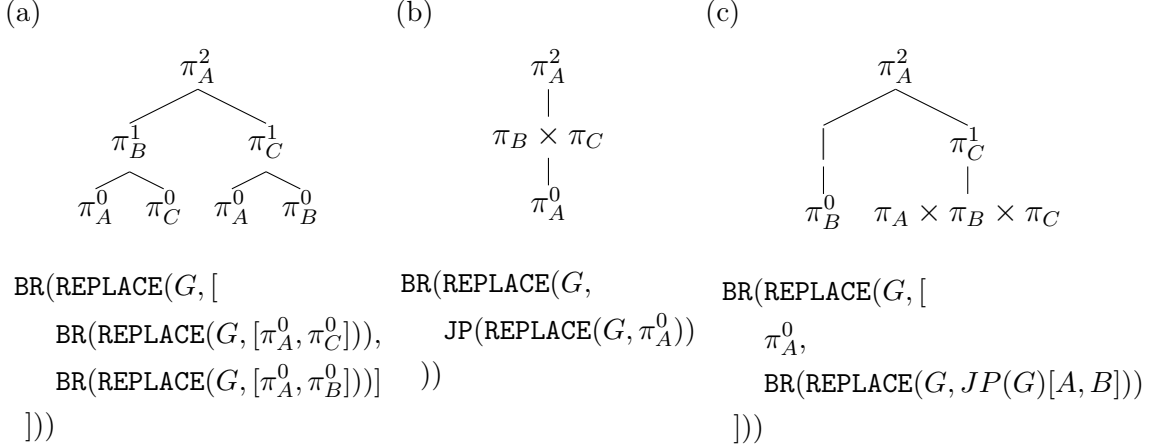 (a)
π_A^2
π_B^1 π_C^1
π_A^0 π_C^0 π_A^0 π_B^0
BR(REPLACE(G, [
BR(REPLACE(G, [π_A^0, π_C^0])),
BR(REPLACE(G, [π_A^0, π_B^0]))]
]))
(b)
π_A^2
π_B × π_C
π_A^0
BR(REPLACE(G,
JP(REPLACE(G, π_A^0))
))
(c)
π_A^2
π_C^1
π_B^0 π_A × π_B × π_C
BR(REPLACE(G, [
π_A^0,
BR(REPLACE(G, JP(G)[A, B]))
]))